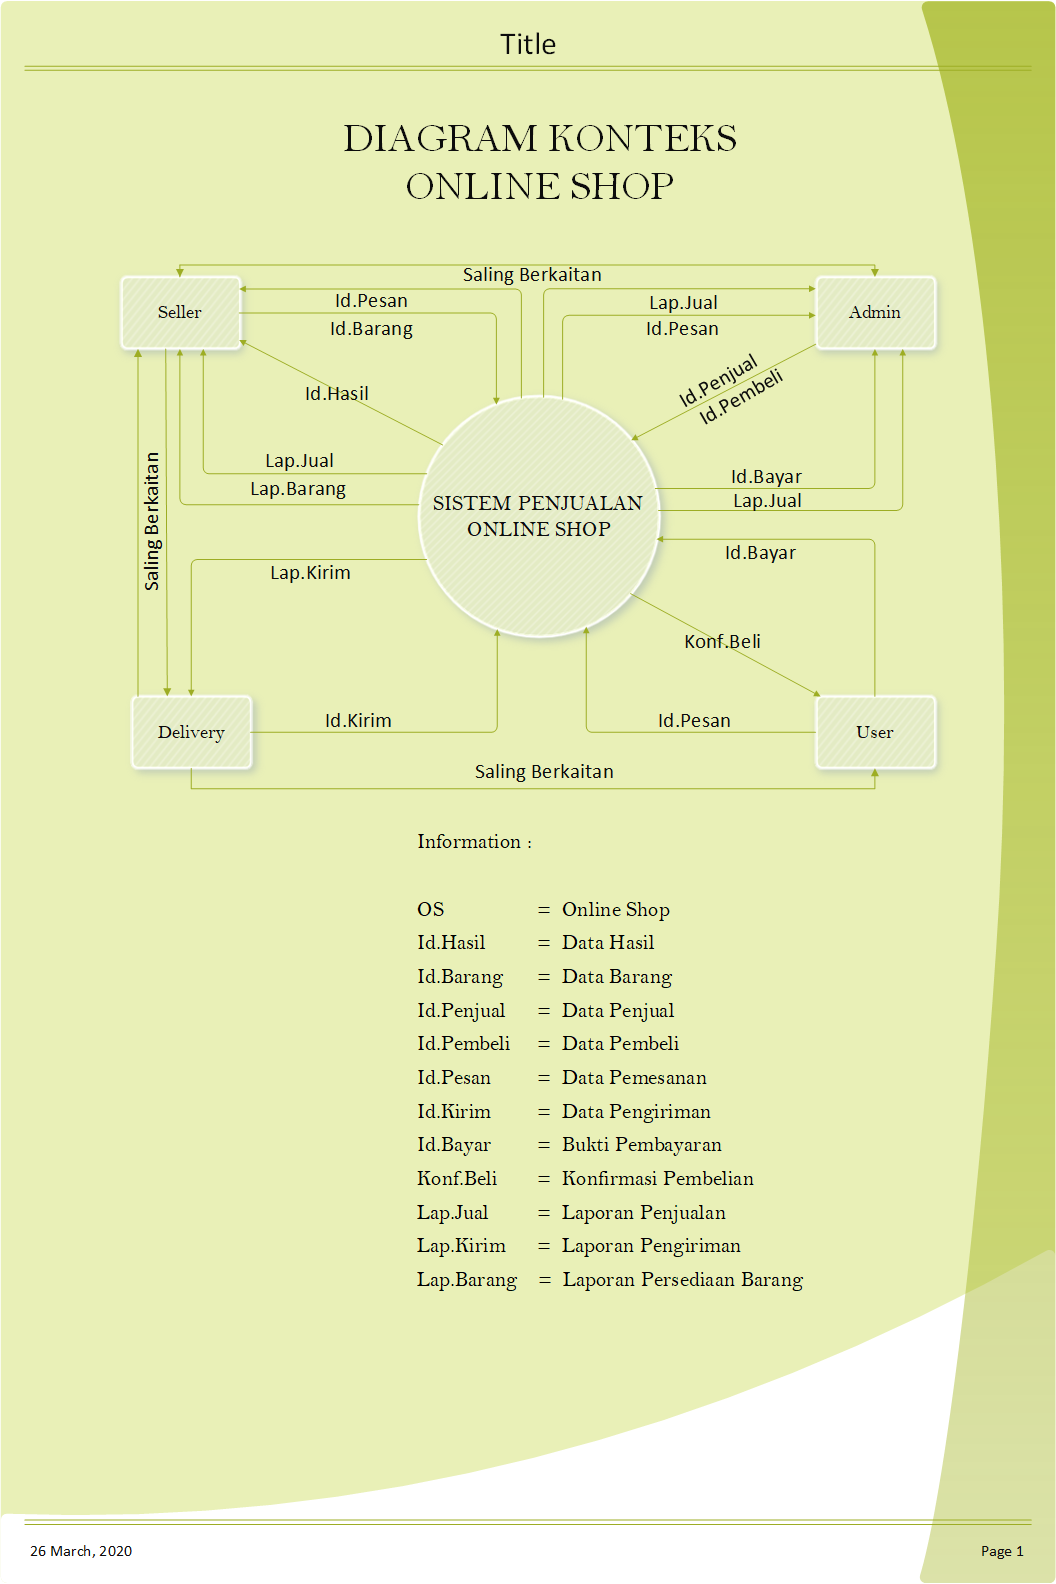 Title
DIAGRAM KONTEKS
ONLINE SHOP
Saling Berkaitan
Seller
Id.Pesan
Id.Barang
Lap.Jual
Id.Pesan
Admin
Id.Hasil
Id.Penjual
Id.Pembeli
Lap.Jual
Lap.Barang
Id.Bayar
Lap.Jual
SISTEM PENJUALAN
ONLINE SHOP
Saling Berkaitan
Lap.Kirim
Id.Bayar
Konf.Beli
Delivery
Id.Kirim
Id.Pesan
User
Saling Berkaitan
Information :
OS = Online Shop
Id.Hasil = Data Hasil
Id.Barang = Data Barang
Id.Penjual = Data Penjual
Id.Pembeli = Data Pembeli
Id.Pesan = Data Pemesanan
Id.Kirim = Data Pengiriman
Id.Bayar = Bukti Pembayaran
Konf.Beli = Konfirmasi Pembelian
Lap.Jual = Laporan Penjualan
Lap.Kirim = Laporan Pengiriman
Lap.Barang = Laporan Persediaan Barang
26 March, 2020
Page 1